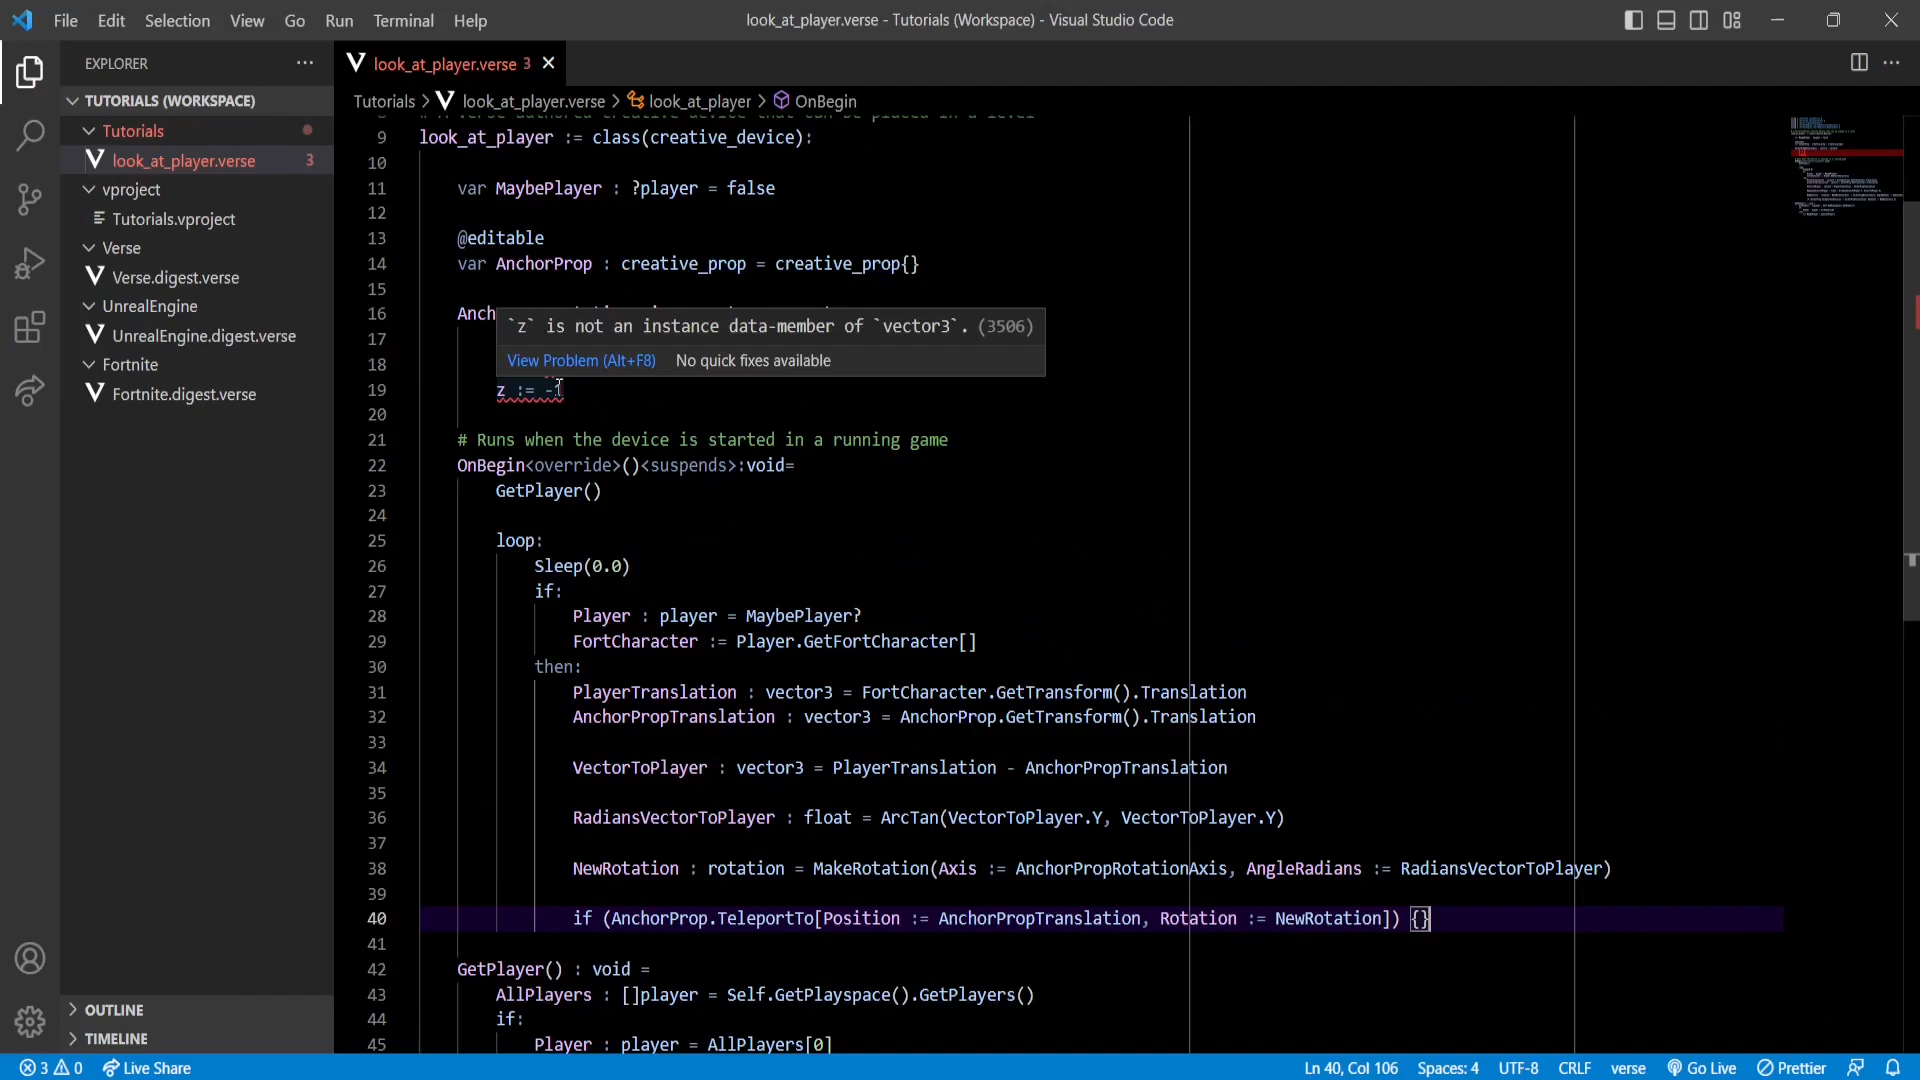 File Edit Selection View Go Run Terminal Help
look_at_player.verse - Tutorials (Workspace) - Visual Studio Code
EXPLORER
TUTORIALS (WORKSPACE)
Tutorials
look_at_player.verse 3
vproject
Tutorials.vproject
Verse
Verse.digest.verse
UnrealEngine
UnrealEngine.digest.verse
Fortnite
Fortnite.digest.verse
OUTLINE
TIMELINE
look_at_player.verse 3
Tutorials > look_at_player.verse > look_at_player > OnBegin
9 look_at_player := class(creative_device):
10
11 var MaybePlayer : ?player = false
12
13 @editable
14 var AnchorProp : creative_prop = creative_prop{}
15
16 Anch
`z` is not an instance data-member of `vector3`. (3506)
17
View Problem (Alt+F8) No quick fixes available
18
19 z := -
20
21 # Runs when the device is started in a running game
22 OnBegin<override>()<suspends>:void=
23 GetPlayer()
24
25 loop:
26 Sleep(0.0)
27 if:
28 Player : player = MaybePlayer?
29 FortCharacter := Player.GetFortCharacter[]
30 then:
31 PlayerTranslation : vector3 = FortCharacter.GetTransform().Translation
32 AnchorPropTranslation : vector3 = AnchorProp.GetTransform().Translation
33
34 VectorToPlayer : vector3 = PlayerTranslation - AnchorPropTranslation
35
36 RadiansVectorToPlayer : float = ArcTan(VectorToPlayer.Y, VectorToPlayer.Y)
37
38 NewRotation : rotation = MakeRotation(Axis := AnchorPropRotationAxis, AngleRadians := RadiansVectorToPlayer)
39
40 if (AnchorProp.TeleportTo[Position := AnchorPropTranslation, Rotation := NewRotation]) {}
41
42 GetPlayer() : void =
43 AllPlayers : []player = Self.GetPlayspace().GetPlayers()
44 if:
45 Player : player = AllPlayers[0]
3 0 Live Share
Ln 40, Col 106 Spaces: 4 UTF-8 CRLF verse Go Live Prettier